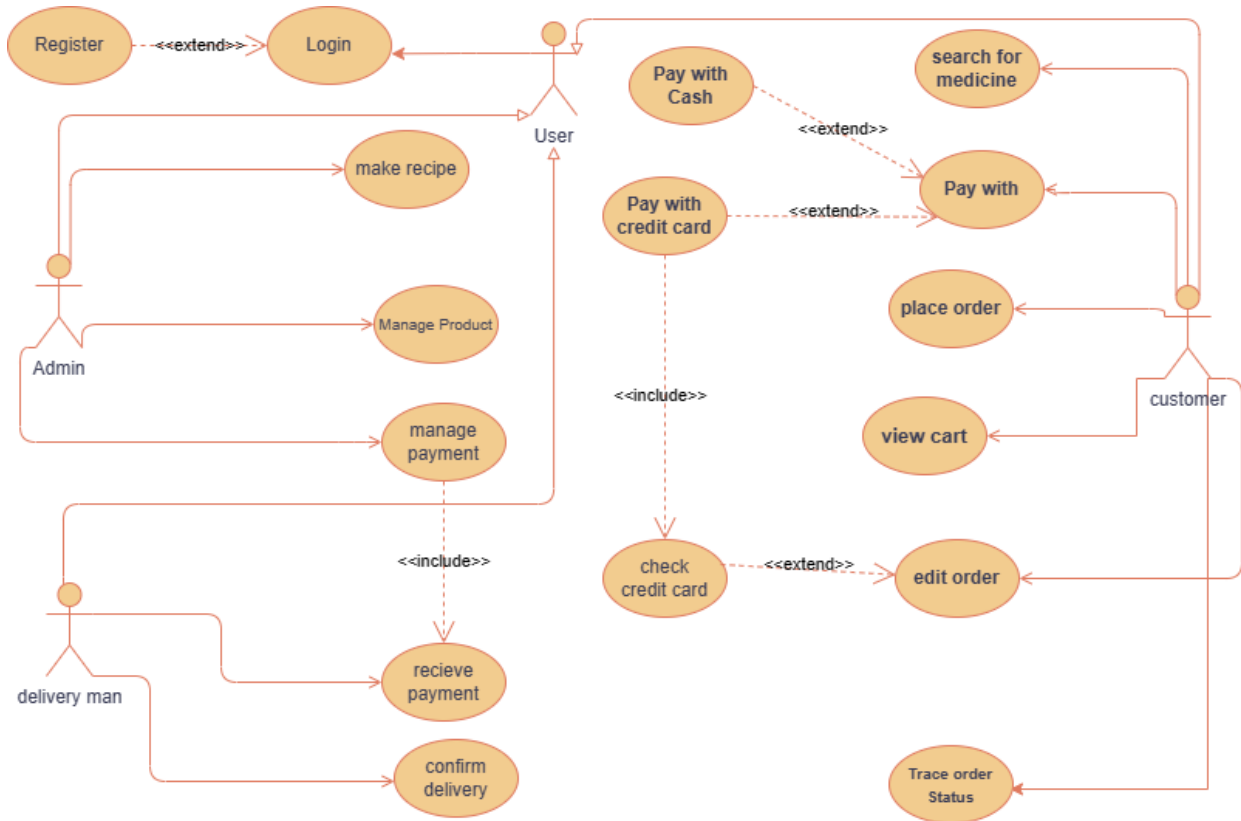 Register
<<extend>>
Login
User
Pay with
Cash
search for
medicine
<<extend>>
make recipe
Pay with
Pay with
credit card
<<extend>>
Manage Product
place order
Admin
<<include>>
customer
manage
payment
view cart
<<include>>
check
credit card
<<extend>>
edit order
delivery man
recieve
payment
confirm
delivery
Trace order
Status